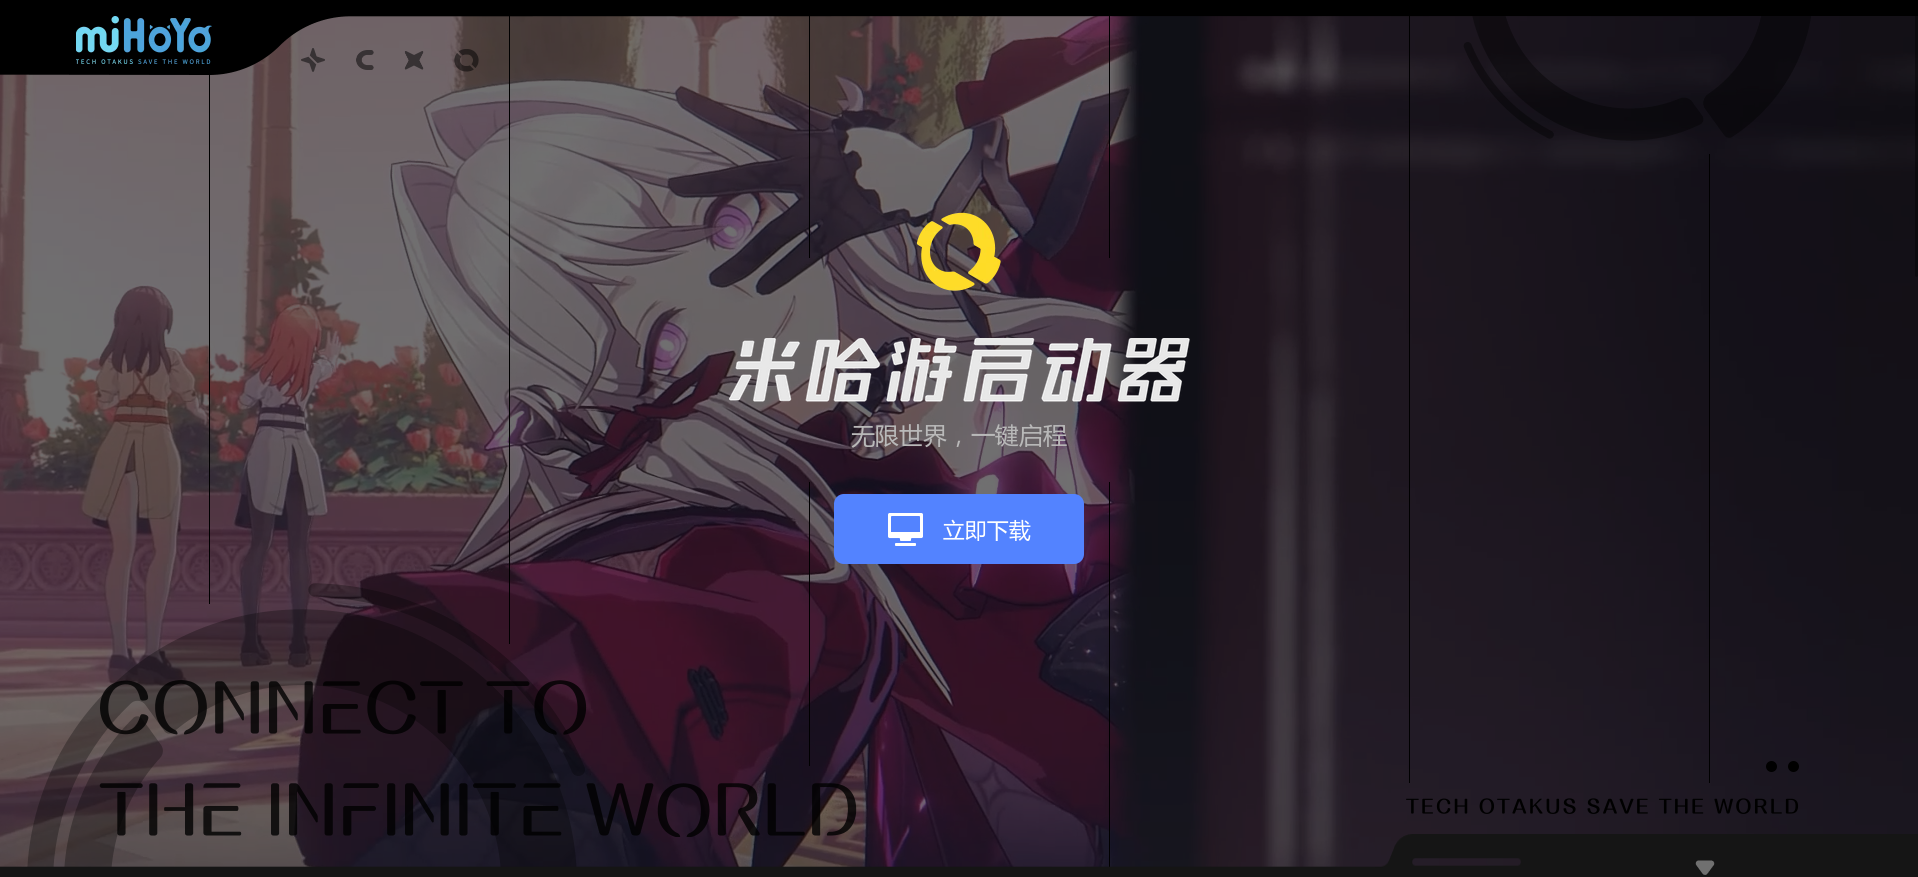 miHoYo
TECH OTAKUS SAVE THE WORLD
米哈游启动器
无限世界，一键启程
立即下载
CONNECT TO
THE INFINITE WORLD
TECH OTAKUS SAVE THE WORLD